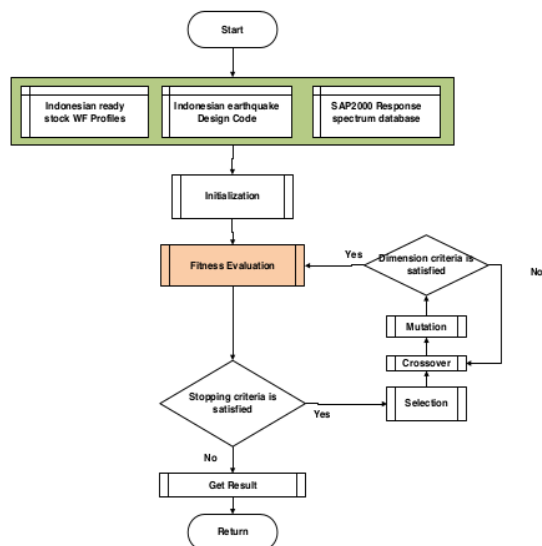 Start
Indonesian ready
stock WF Profiles
Indonesian earthquake
Design Code
SAP2000 Response
spectrum database
Initialization
Fitness Evaluation
Yes
Dimension criteria is
satisfied
No
Mutation
Crossover
Selection
Stopping criteria is
satisfied
Yes
No
Get Result
Return